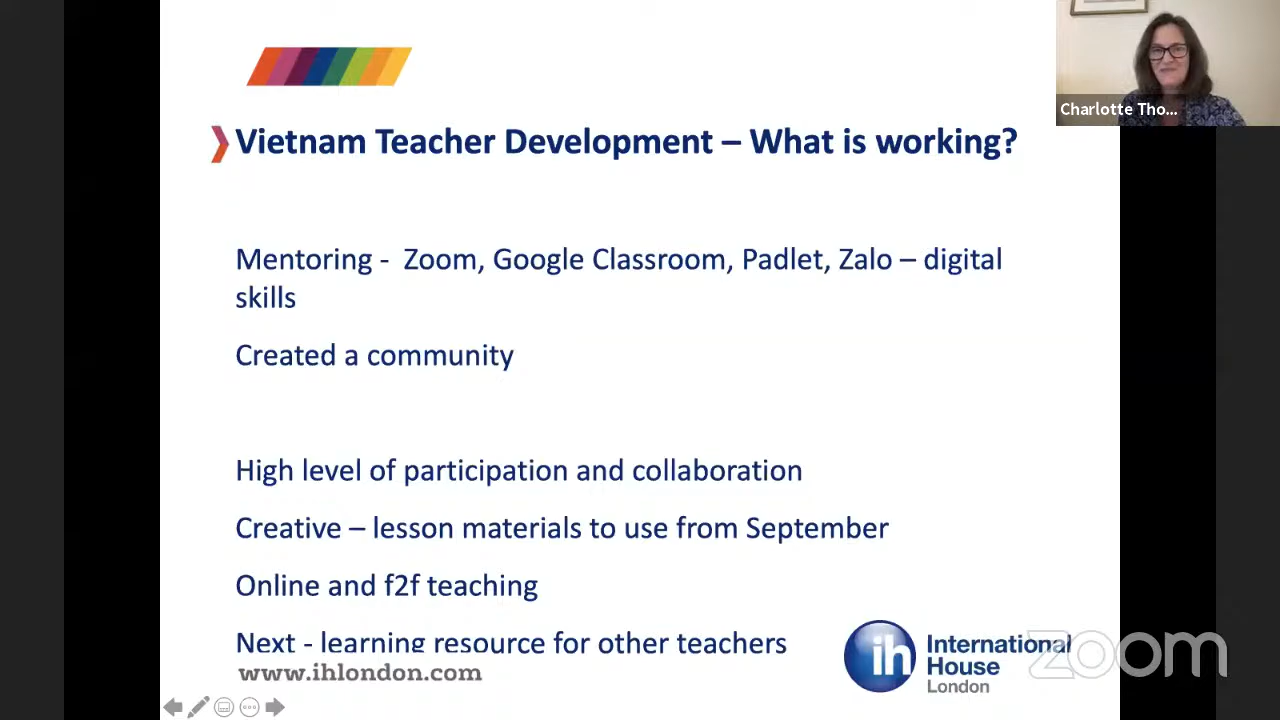 Charlotte Tho...
Vietnam Teacher Development – What is working?
Mentoring - Zoom, Google Classroom, Padlet, Zalo – digital
skills
Created a community
High level of participation and collaboration
Creative – lesson materials to use from September
Online and f2f teaching
Next - learning resource for other teachers
www.ihlondon.com
ih
International
House
London
zoom